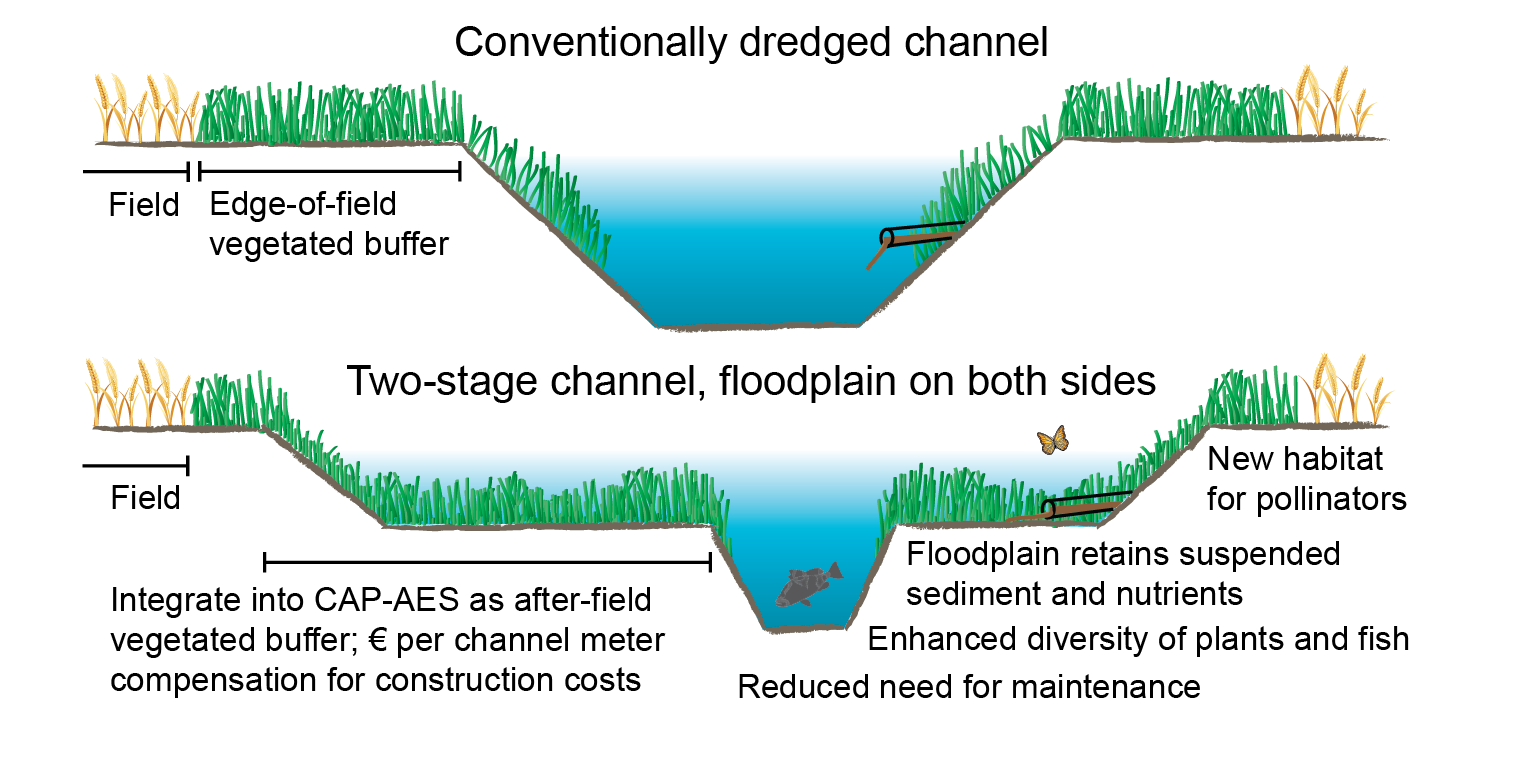 Conventionally dredged channel
Field
Edge-of-field
vegetated buffer
Two-stage channel, floodplain on both sides
Field
New habitat
for pollinators
Integrate into CAP-AES as after-field
vegetated buffer; € per channel meter
compensation for construction costs
Floodplain retains suspended
sediment and nutrients
Enhanced diversity of plants and fish
Reduced need for maintenance